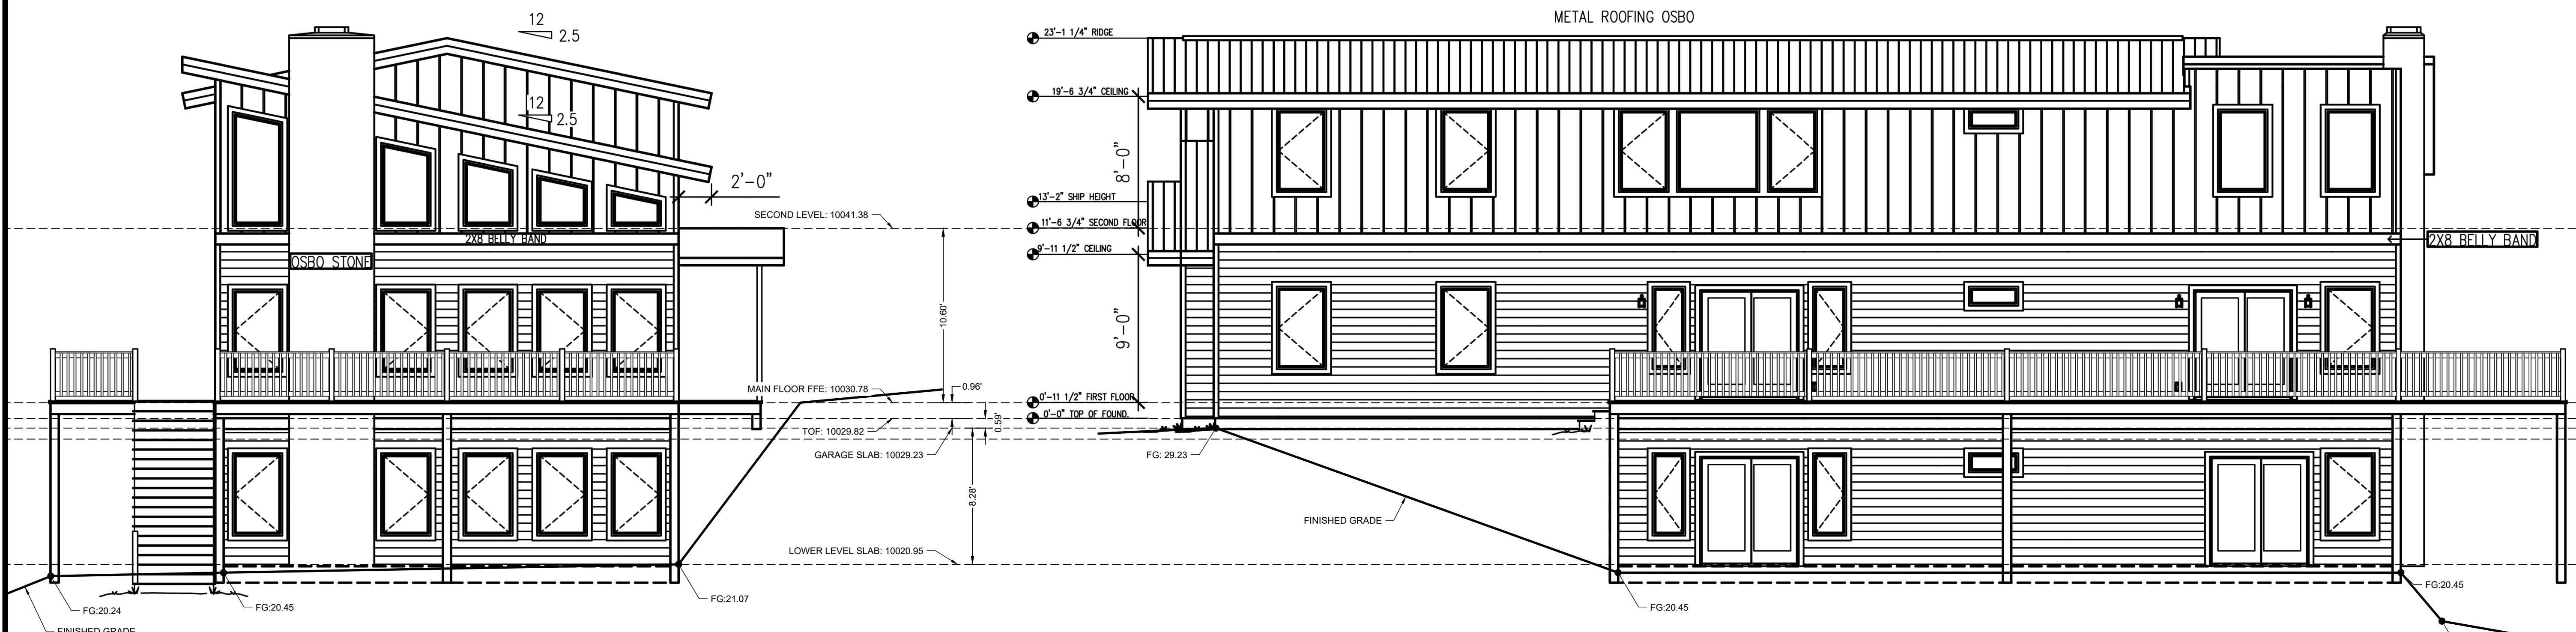 METAL ROOFING OSBO
12
2.5
12
2.5
2'-0"
2X8 BELLY BAND
OSBO STONE
SECOND LEVEL: 10041.38
10.60'
MAIN FLOOR FFE: 10030.78
0.96'
0.59'
TOF: 10029.82
GARAGE SLAB: 10029.23
8.28'
LOWER LEVEL SLAB: 10020.95
FG:20.24
FG:20.45
FG:21.07
FINISHED GRADE
23'-1 1/4" RIDGE
19'-6 3/4" CEILING
8'-0"
13'-2" SHIP HEIGHT
11'-6 3/4" SECOND FLOOR
9'-11 1/2" CEILING
9'-0"
0'-11 1/2" FIRST FLOOR
0'-0" TOP OF FOUND.
2X8 BELLY BAND
FG: 29.23
FINISHED GRADE
FG:20.45
FG:20.45